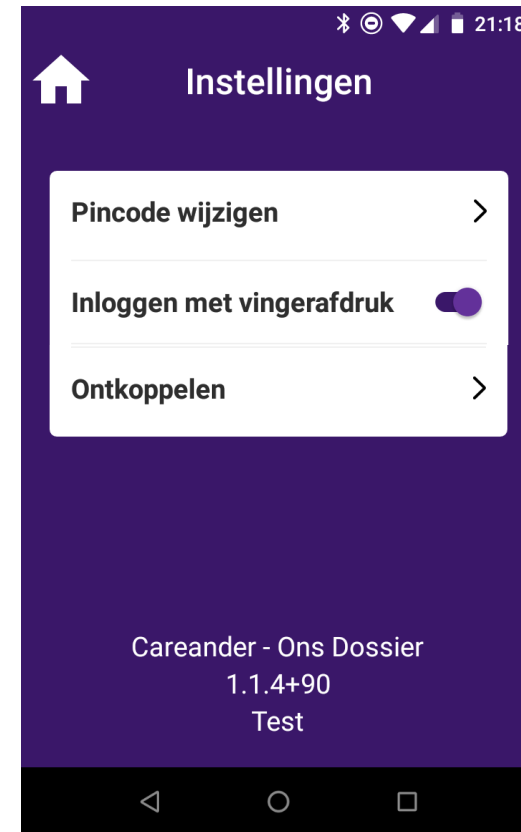 21:18
Instellingen
Pincode wijzigen
Inloggen met vingerafdruk
Ontkoppelen
Careander - Ons Dossier
1.1.4+90
Test